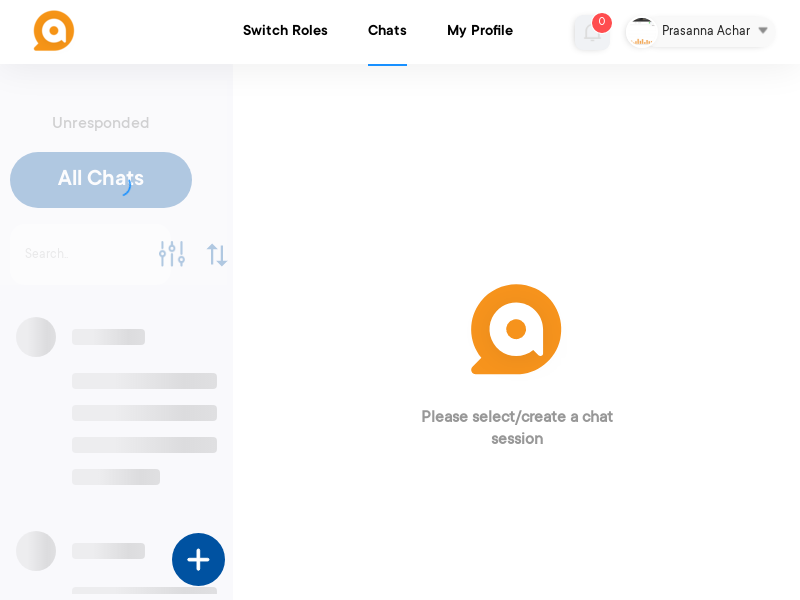 Switch Roles
Chats
My Profile
0
Prasanna Achar
Unresponded
All Chats
Search..
Please select/create a chat
session